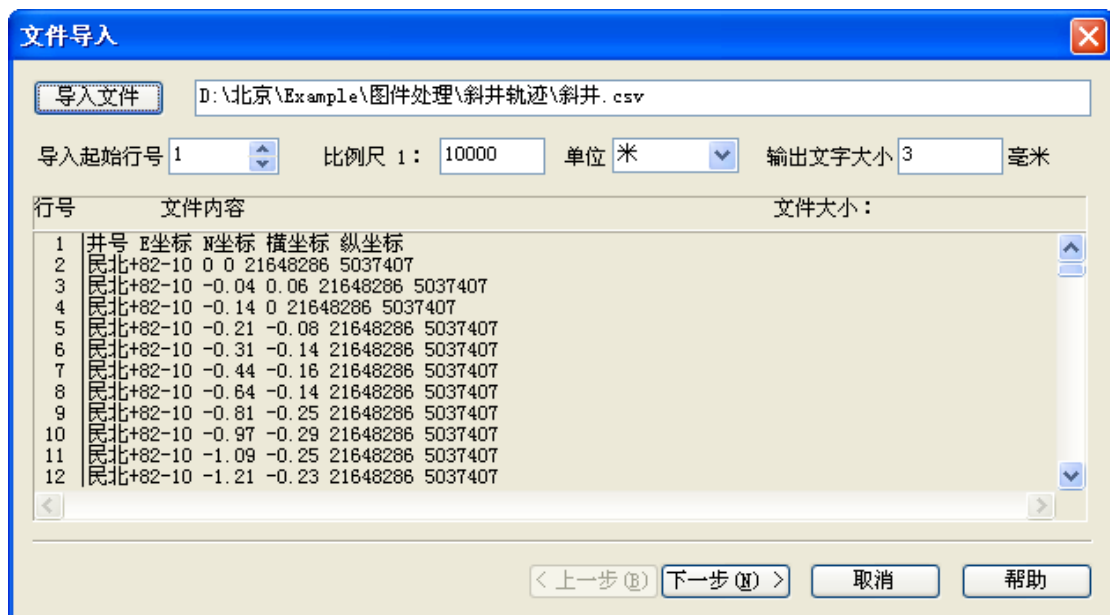 文件导入
导入文件 D:\北京\Example\图件处理\斜井轨迹\斜井.csv
导入起始行号 1 比例尺 1： 10000 单位 米 输出文字大小 3 毫米
行号 文件内容 文件大小：
1 井号 E坐标 N坐标 横坐标 纵坐标
2 民北+82-10 0 0 21648286 5037407
3 民北+82-10 -0.04 0.06 21648286 5037407
4 民北+82-10 -0.14 0 21648286 5037407
5 民北+82-10 -0.21 -0.08 21648286 5037407
6 民北+82-10 -0.31 -0.14 21648286 5037407
7 民北+82-10 -0.44 -0.16 21648286 5037407
8 民北+82-10 -0.64 -0.14 21648286 5037407
9 民北+82-10 -0.81 -0.25 21648286 5037407
10 民北+82-10 -0.97 -0.29 21648286 5037407
11 民北+82-10 -1.09 -0.25 21648286 5037407
12 民北+82-10 -1.21 -0.23 21648286 5037407
< 上一步(B) 下一步(N) > 取消 帮助